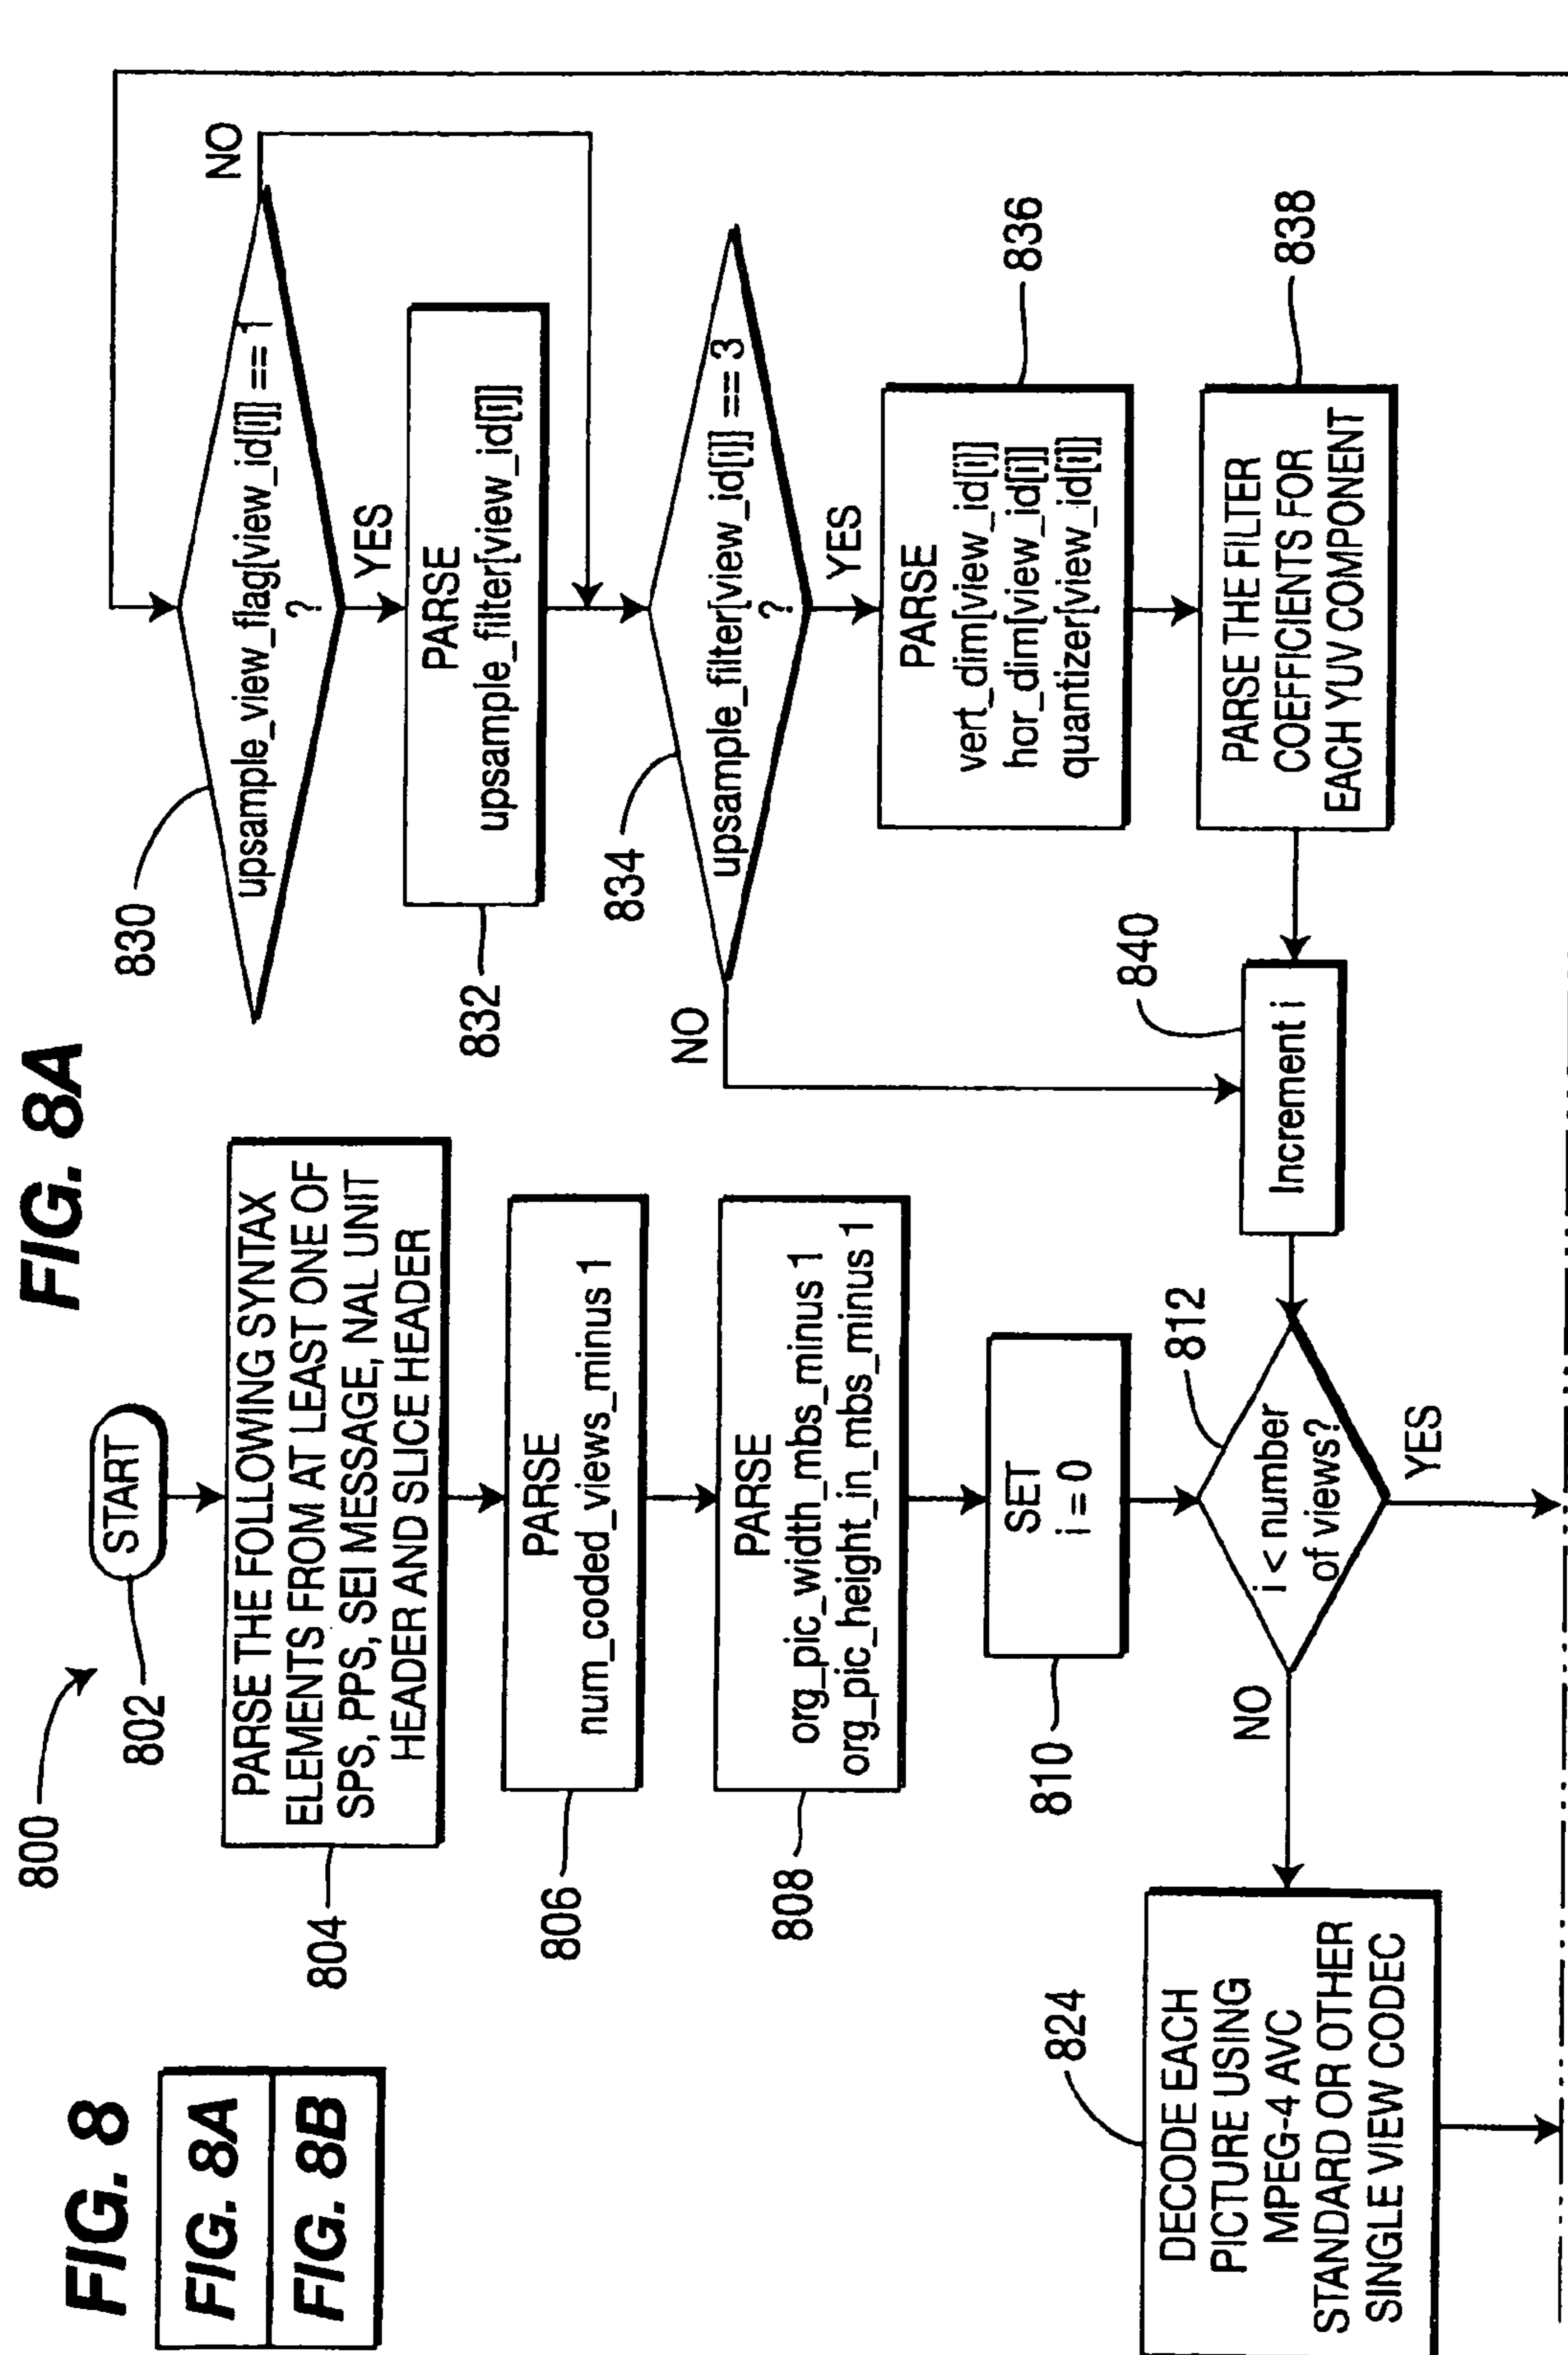 FIG. 8
FIG. 8A
FIG. 8B
FIG. 8A
800
START
802
PARSE THE FOLLOWING SYNTAX
ELEMENTS FROM AT LEAST ONE OF
SPS, PPS, SEI MESSAGE, NAL UNIT
HEADER AND SLICE HEADER
804
PARSE
num_coded_views_minus 1
806
PARSE
org_pic_width_mbs_minus 1
org_pic_height_in_mbs_minus 1
808
SET
i = 0
810
i < number
of views?
812
NO
YES
DECODE EACH
PICTURE USING
MPEG-4 AVC
STANDARD OR OTHER
SINGLE VIEW CODEC
824
upsample_view_flag[view_id[i]] == 1
?
830
NO
YES
PARSE
upsample_filter[view_id[i]]
832
upsample_filter[view_id[i]] == 3
?
834
NO
YES
PARSE
vert_dim[view_id[i]]
hor_dim[view_id[i]]
quantizer[view_id[i]]
836
PARSE THE FILTER
COEFFICIENTS FOR
EACH YUV COMPONENT
838
Increment i
840